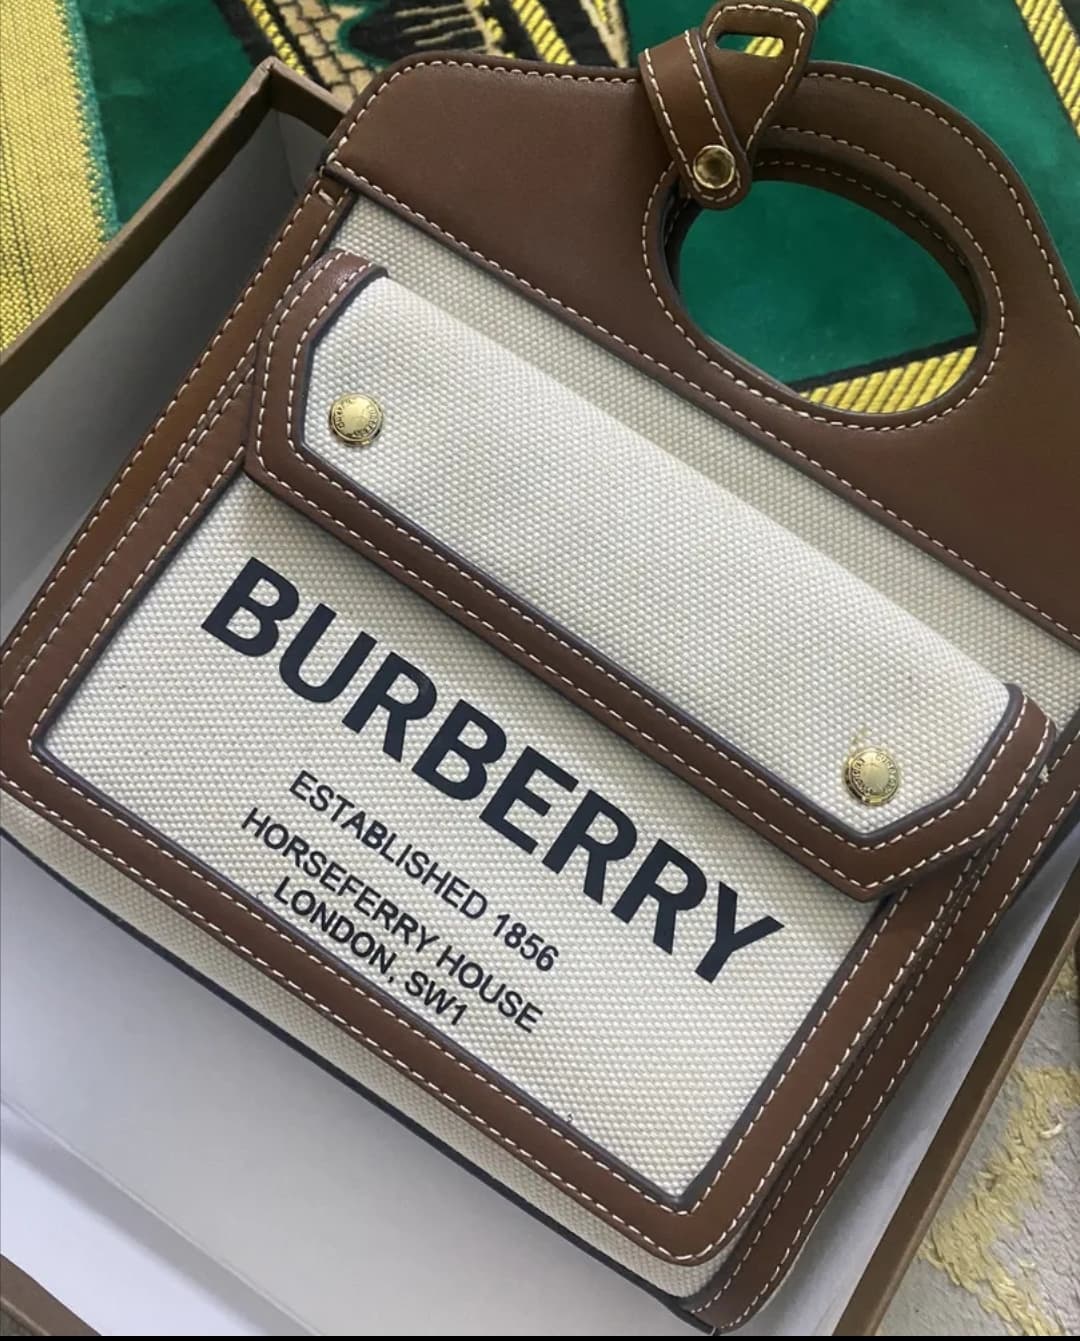 BURBERRY
ESTABLISHED 1856
HORSEFERRY HOUSE
LONDON, SW1